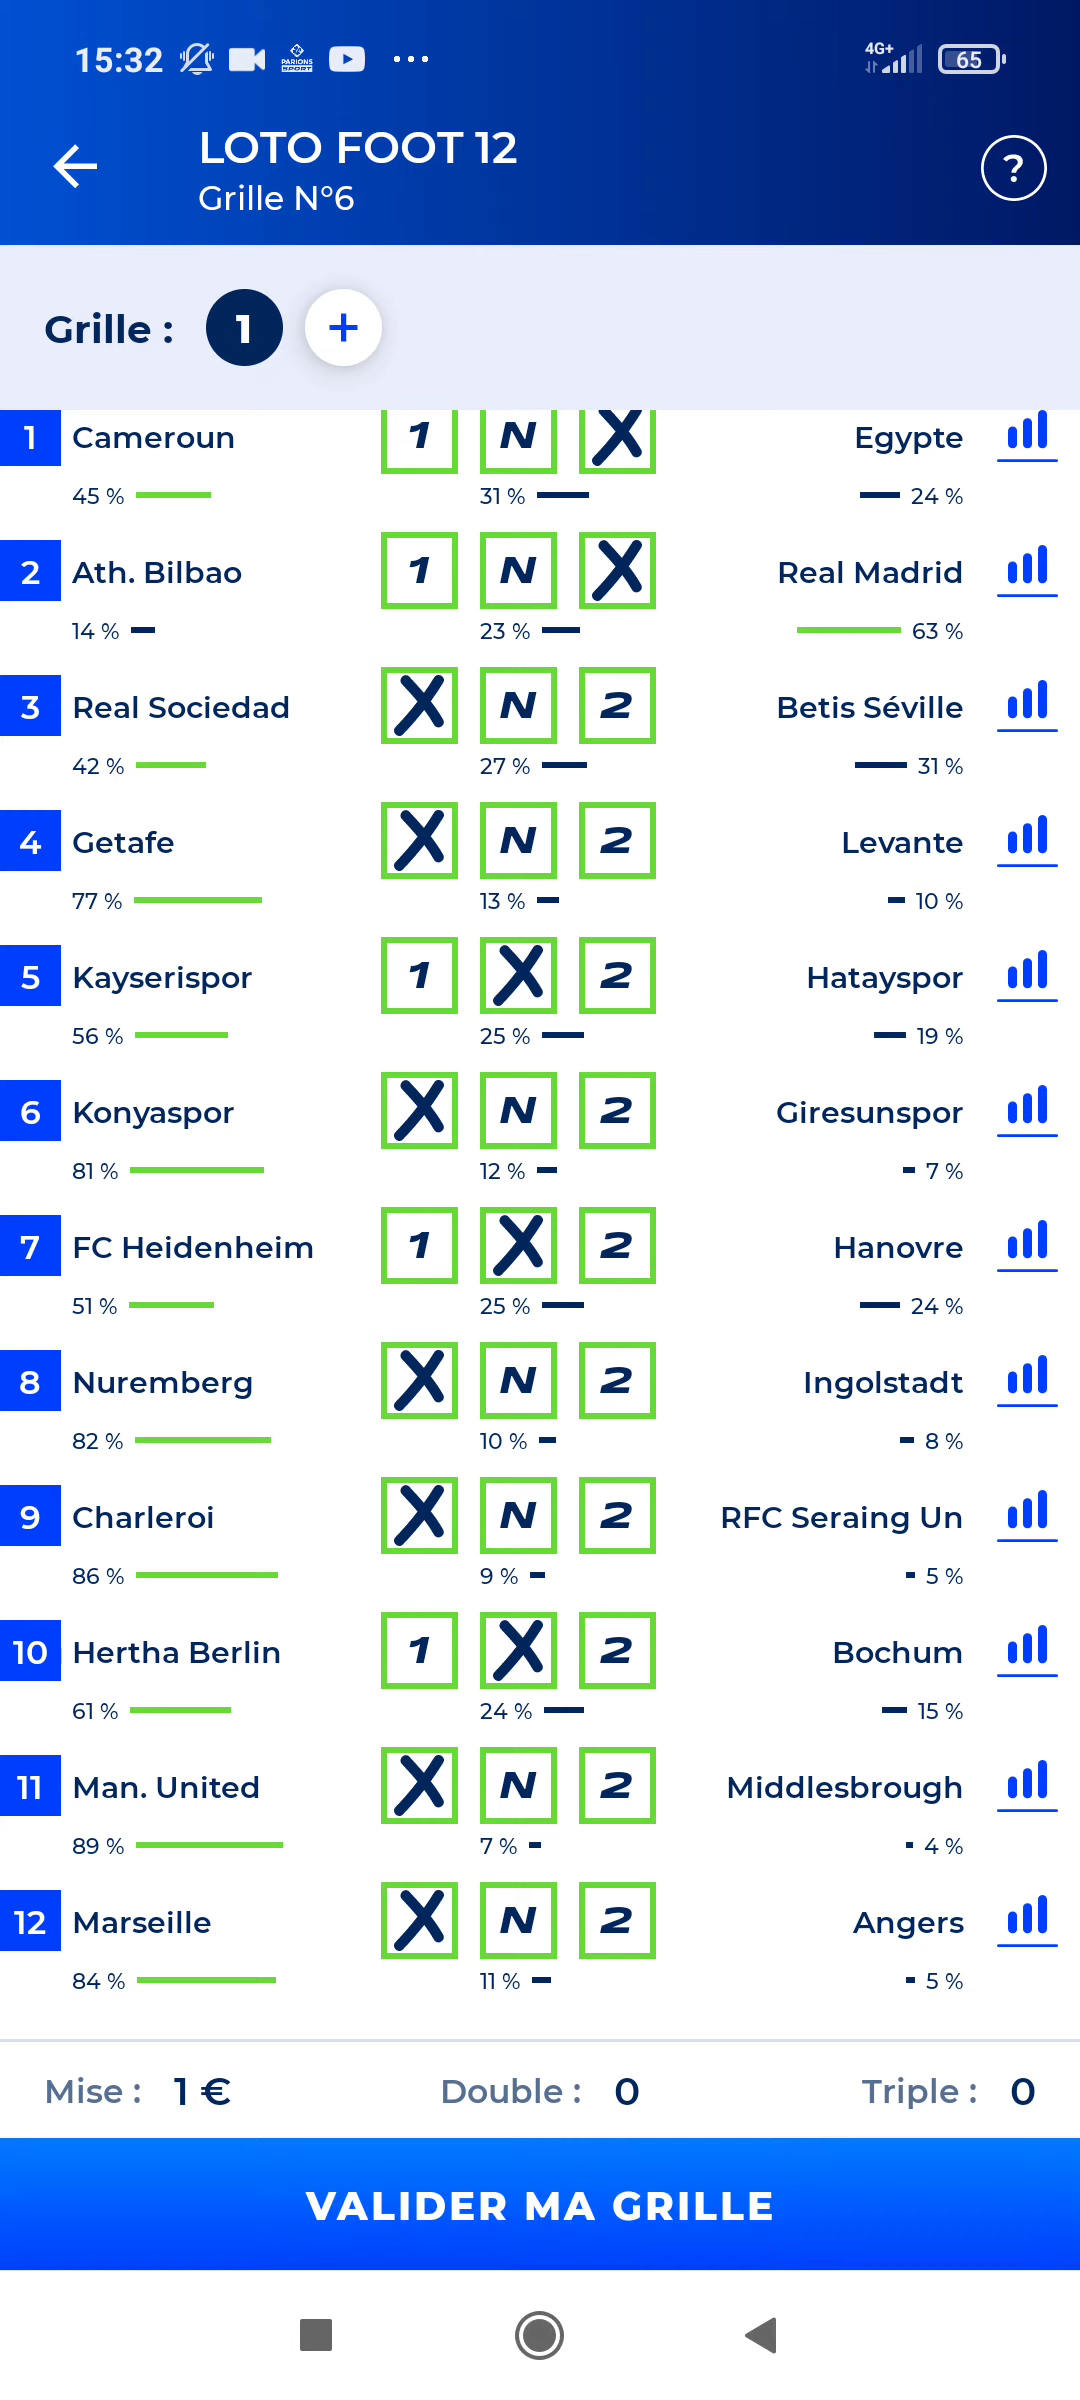 15:32 PARIONS SPORT 4G+ 65
LOTO FOOT 12
Grille N°6
?
Grille : 1 +
1 Cameroun 1 N X Egypte
45 % 31 % 24 %
2 Ath. Bilbao 1 N X Real Madrid
14 % 23 % 63 %
3 Real Sociedad X N 2 Betis Séville
42 % 27 % 31 %
4 Getafe X N 2 Levante
77 % 13 % 10 %
5 Kayserispor 1 X 2 Hatayspor
56 % 25 % 19 %
6 Konyaspor X N 2 Giresunspor
81 % 12 % 7 %
7 FC Heidenheim 1 X 2 Hanovre
51 % 25 % 24 %
8 Nuremberg X N 2 Ingolstadt
82 % 10 % 8 %
9 Charleroi X N 2 RFC Seraing Un
86 % 9 % 5 %
10 Hertha Berlin 1 X 2 Bochum
61 % 24 % 15 %
11 Man. United X N 2 Middlesbrough
89 % 7 % 4 %
12 Marseille X N 2 Angers
84 % 11 % 5 %
Mise : 1 € Double : 0 Triple : 0
VALIDER MA GRILLE